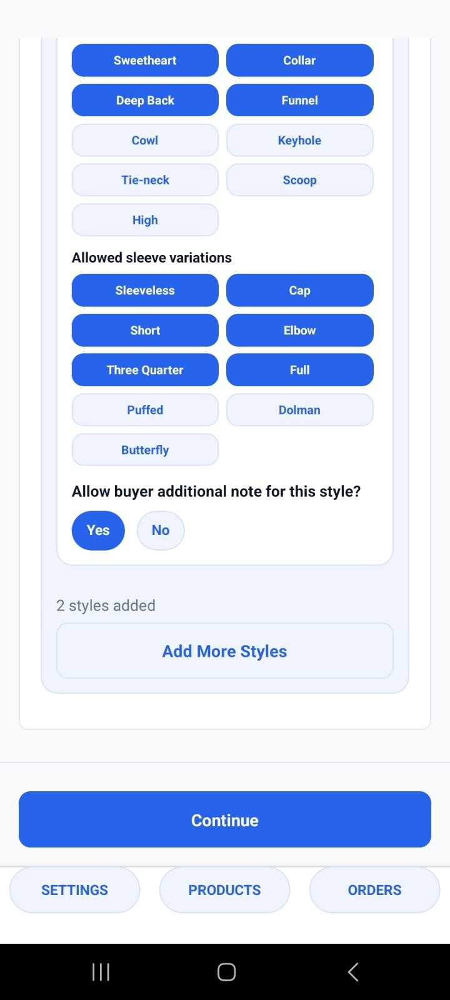 Sweetheart
Collar
Deep Back
Funnel
Cowl
Keyhole
Tie-neck
Scoop
High
Allowed sleeve variations
Sleeveless
Cap
Short
Elbow
Three Quarter
Full
Puffed
Dolman
Butterfly
Allow buyer additional note for this style?
Yes
No
2 styles added
Add More Styles
Continue
SETTINGS
PRODUCTS
ORDERS